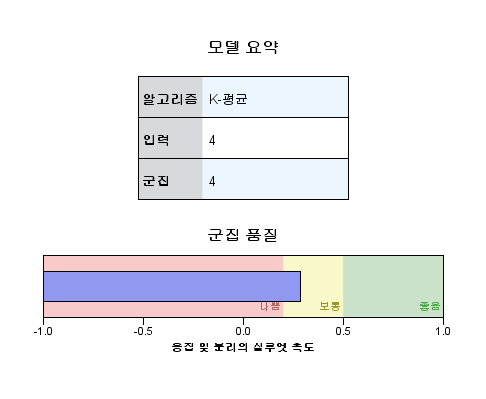 모델 요약
알고리즘 K-평균
입력 4
군집 4
군집 품질
나쁨 보통 좋음
-1.0 -0.5 0.0 0.5 1.0
응집 및 분리의 실루엣 측도